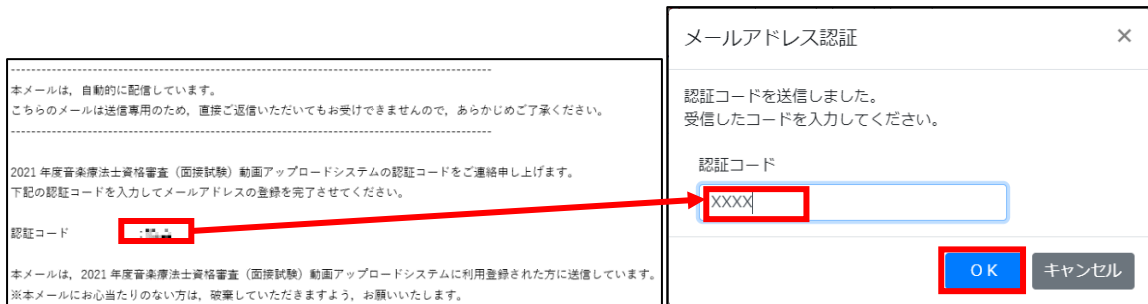 --------------------------------------------------------------------------------
本メールは，自動的に配信しています。
こちらのメールは送信専用のため，直接ご返信いただいてもお受けできませんので，あらかじめご了承ください。
--------------------------------------------------------------------------------
2021年度音楽療法士資格審査（面接試験）動画アップロードシステムの認証コードをご連絡申し上げます。
下記の認証コードを入力してメールアドレスの登録を完了させてください。
認証コード :
本メールは，2021年度音楽療法士資格審査（面接試験）動画アップロードシステムに利用登録された方に送信しています。
※本メールにお心当たりのない方は，破棄していただきますよう，お願いいたします。
メールアドレス認証 ×
認証コードを送信しました。
受信したコードを入力してください。
認証コード
XXXX
ＯＫ キャンセル